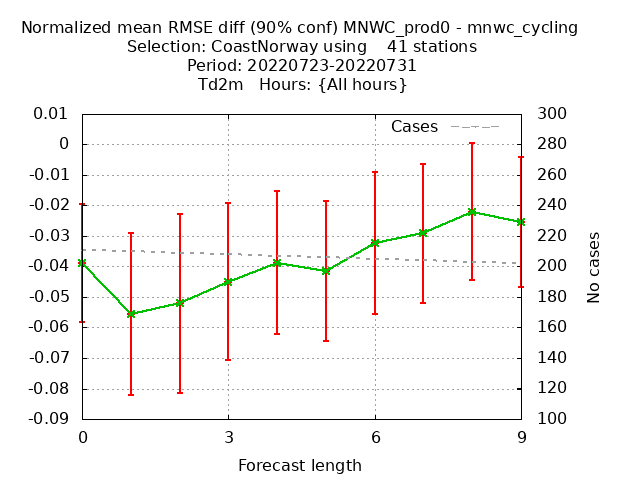 Normalized mean RMSE diff (90% conf) MNWC_prod0 - mnwc_cycling
Selection: CoastNorway using    41 stations
Period: 20220723-20220731
Td2m   Hours: {All hours}
0.01
0
-0.01
-0.02
-0.03
-0.04
-0.05
-0.06
-0.07
-0.08
-0.09
Cases
300
280
260
240
220
200
180
160
140
120
100
No cases
0 3 6 9
Forecast length